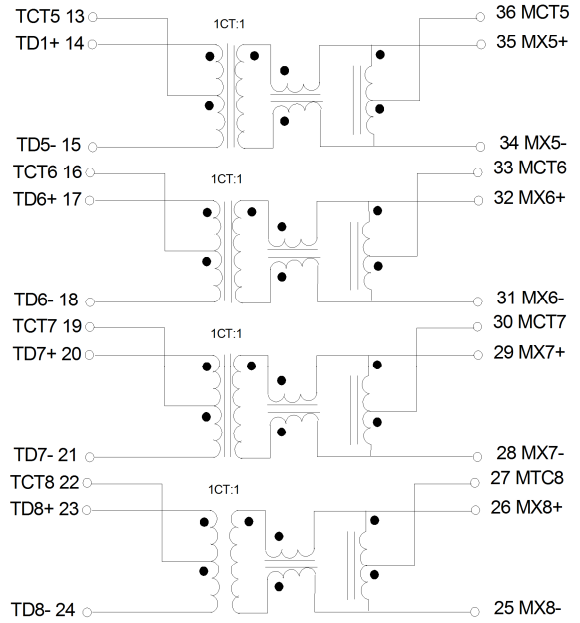 TCT5 13
36 MCT5
1CT:1
TD1+ 14
35 MX5+
TD5- 15
34 MX5-
TCT6 16
33 MCT6
1CT:1
TD6+ 17
32 MX6+
TD6- 18
31 MX6-
TCT7 19
30 MCT7
1CT:1
TD7+ 20
29 MX7+
TD7- 21
28 MX7-
TCT8 22
27 MTC8
1CT:1
TD8+ 23
26 MX8+
TD8- 24
25 MX8-